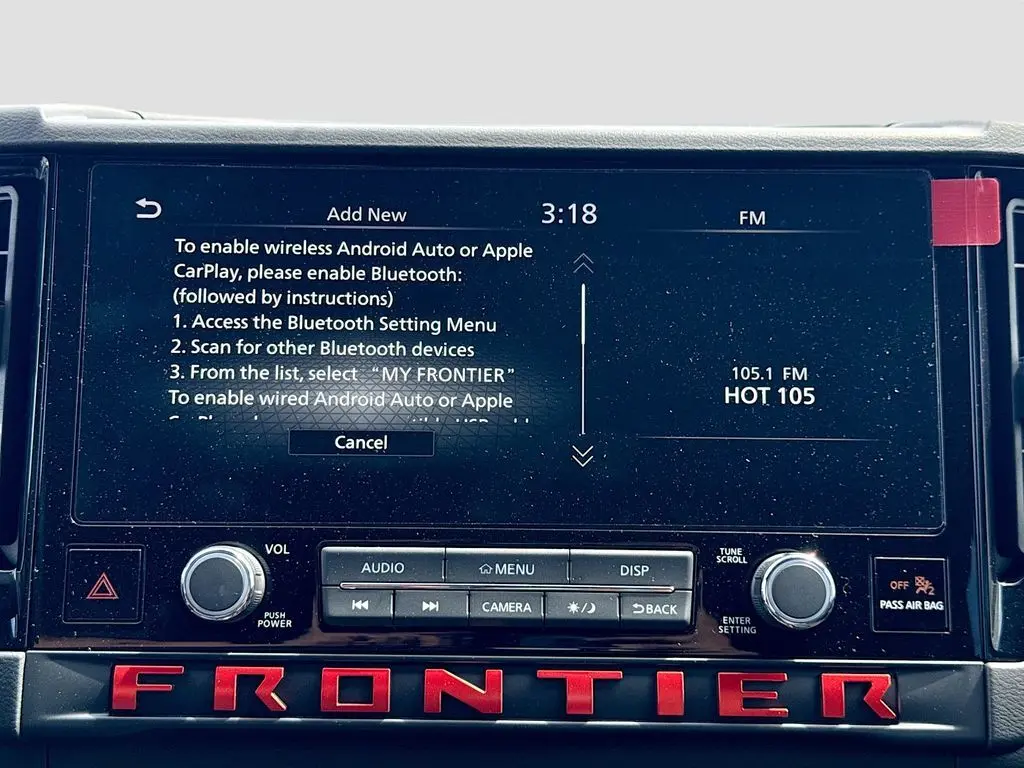 Add New
3:18
FM
To enable wireless Android Auto or Apple
CarPlay, please enable Bluetooth:
(followed by instructions)
1. Access the Bluetooth Setting Menu
2. Scan for other Bluetooth devices
3. From the list, select “MY FRONTIER”
To enable wired Android Auto or Apple
105.1 FM
HOT 105
Cancel
VOL
PUSH
POWER
AUDIO
MENU
DISP
CAMERA
BACK
TUNE
SCROLL
ENTER
SETTING
OFF
2
PASS AIR BAG
FRONTIER